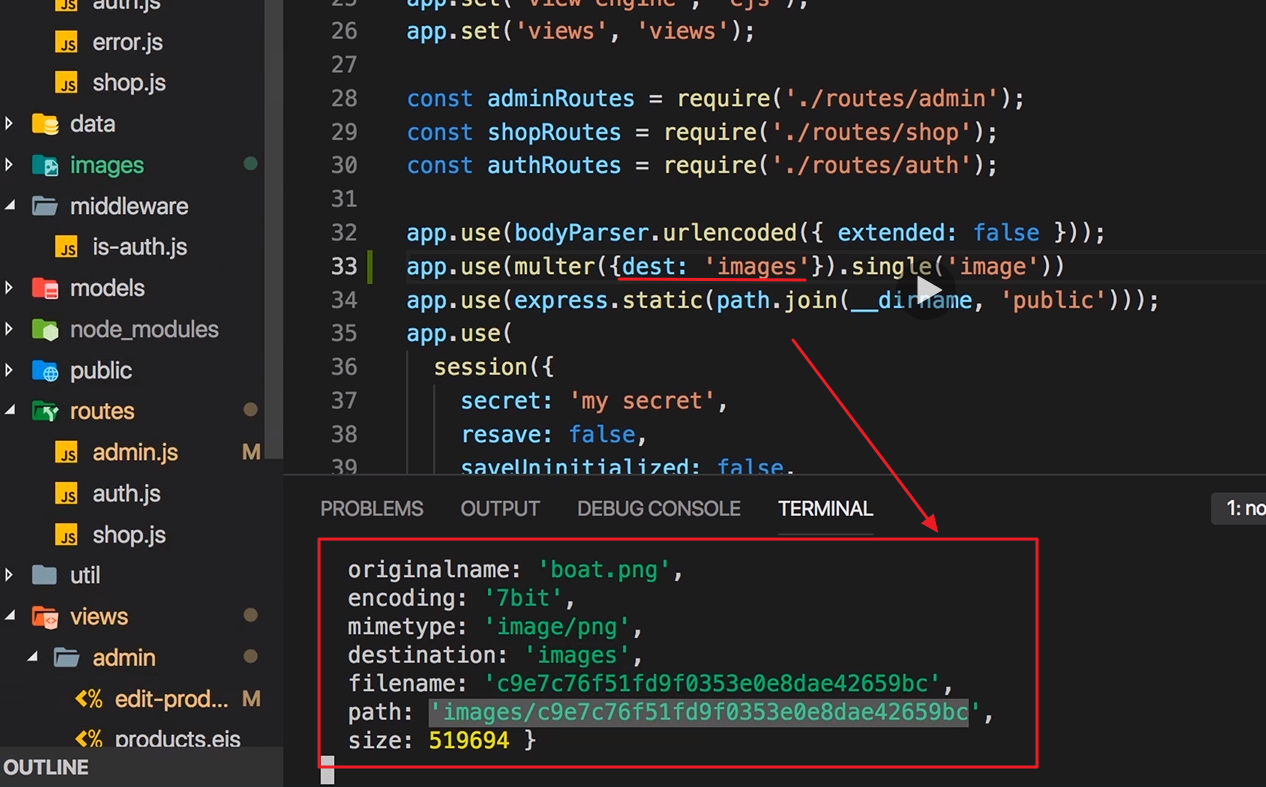 auth.js
error.js
shop.js
data
images
middleware
is-auth.js
models
node_modules
public
routes
admin.js M
auth.js
shop.js
util
views
admin
edit-prod... M
products.ejs
OUTLINE
25 app.set('view engine', 'ejs');
26 app.set('views', 'views');
27
28 const adminRoutes = require('./routes/admin');
29 const shopRoutes = require('./routes/shop');
30 const authRoutes = require('./routes/auth');
31
32 app.use(bodyParser.urlencoded({ extended: false }));
33 app.use(multer({dest: 'images'}).single('image'))
34 app.use(express.static(path.join(__dirname, 'public')));
35 app.use(
36 session({
37 secret: 'my secret',
38 resave: false,
39 saveUninitialized: false,
PROBLEMS OUTPUT DEBUG CONSOLE TERMINAL 1: no
originalname: 'boat.png',
encoding: '7bit',
mimetype: 'image/png',
destination: 'images',
filename: 'c9e7c76f51fd9f0353e0e8dae42659bc',
path: 'images/c9e7c76f51fd9f0353e0e8dae42659bc',
size: 519694 }